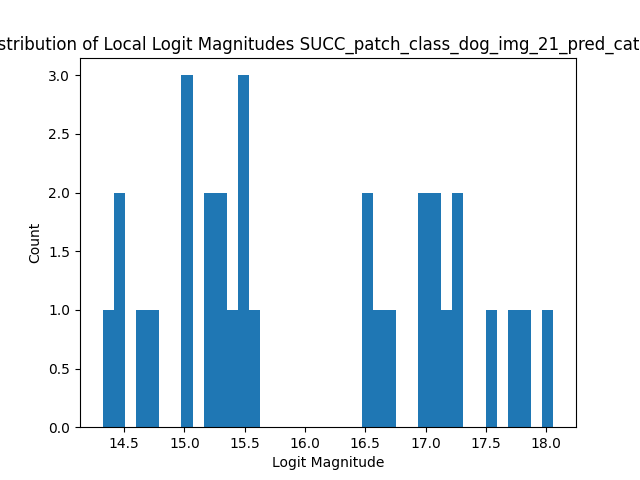 stribution of Local Logit Magnitudes SUCC_patch_class_dog_img_21_pred_cat
3.0
2.5
2.0
1.5
1.0
0.5
0.0
Count
14.5 15.0 15.5 16.0 16.5 17.0 17.5 18.0
Logit Magnitude